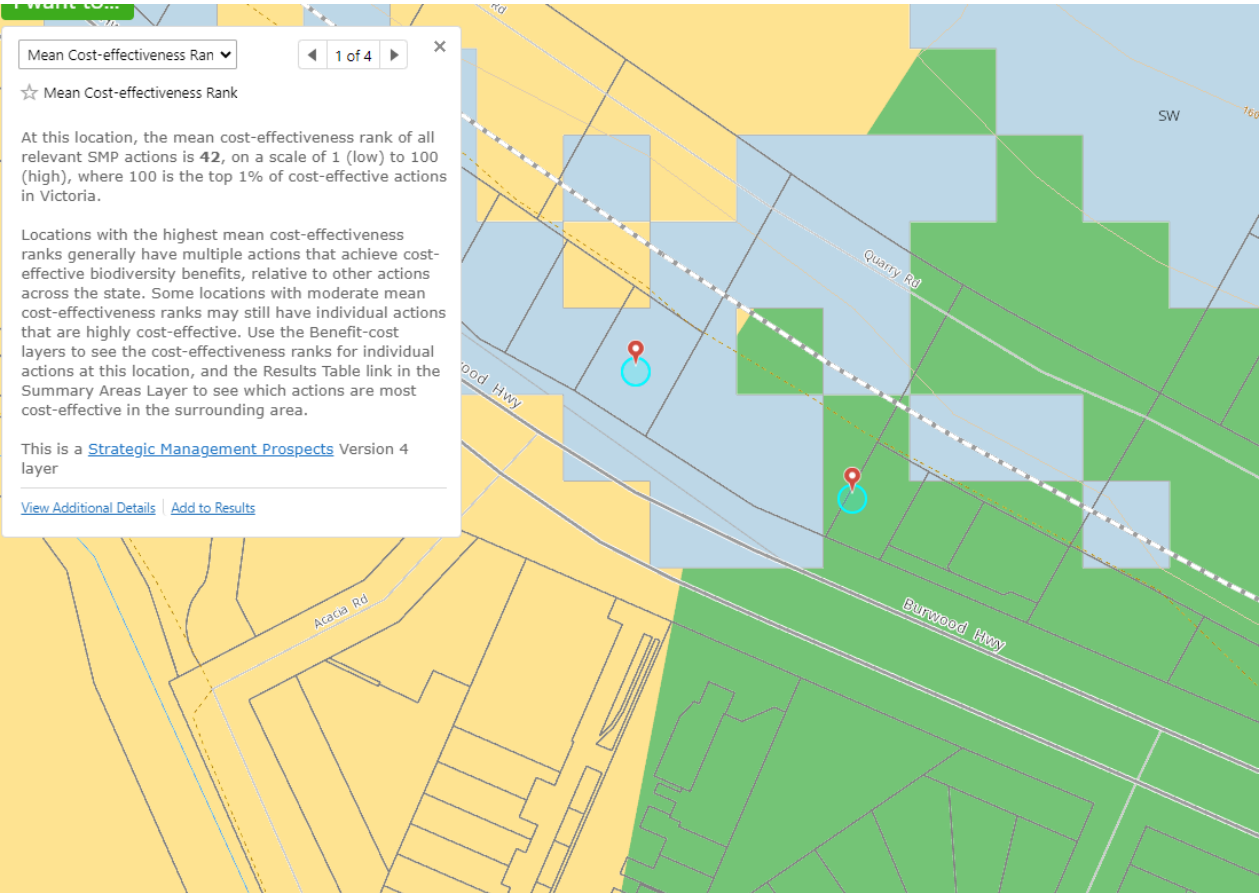 I want to...
Mean Cost-effectiveness Ran
1 of 4
Mean Cost-effectiveness Rank
At this location, the mean cost-effectiveness rank of all
relevant SMP actions is 42, on a scale of 1 (low) to 100
(high), where 100 is the top 1% of cost-effective actions
in Victoria.
Locations with the highest mean cost-effectiveness
ranks generally have multiple actions that achieve cost-
effective biodiversity benefits, relative to other actions
across the state. Some locations with moderate mean
cost-effectiveness ranks may still have individual actions
that are highly cost-effective. Use the Benefit-cost
layers to see the cost-effectiveness ranks for individual
actions at this location, and the Results Table link in the
Summary Areas Layer to see which actions are most
cost-effective in the surrounding area.
This is a Strategic Management Prospects Version 4
layer
View Additional Details
Add to Results
Rd
SW
160
Quarry Rd
ood Hwy
Acacia Rd
Burwood Hwy